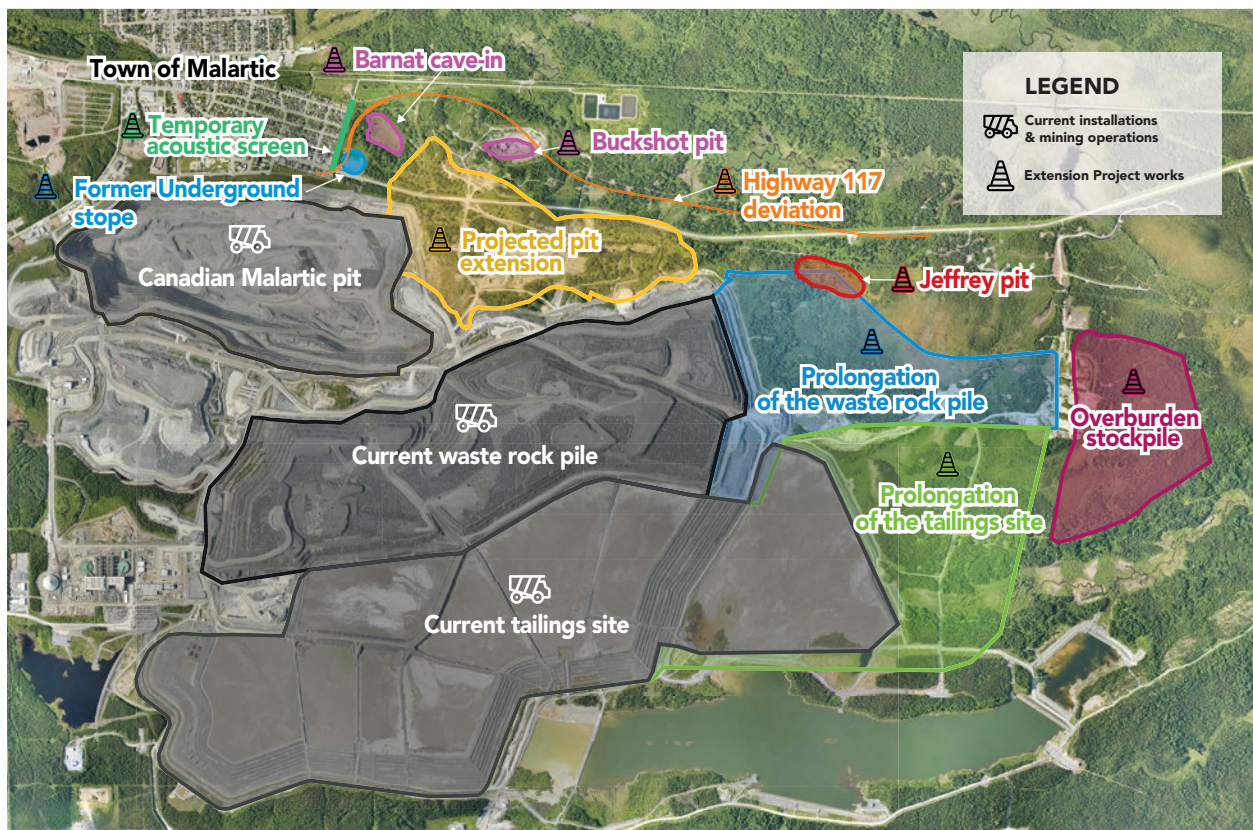 Town of Malartic
Barnat cave-in
Temporary
acoustic screen
Buckshot pit
Former Underground
stope
Highway 117
deviation
Projected pit
extension
Canadian Malartic pit
Jeffrey pit
Prolongation
of the waste rock pile
Overburden
stockpile
Current waste rock pile
Prolongation
of the tailings site
Current tailings site
LEGEND
Current installations
& mining operations
Extension Project works